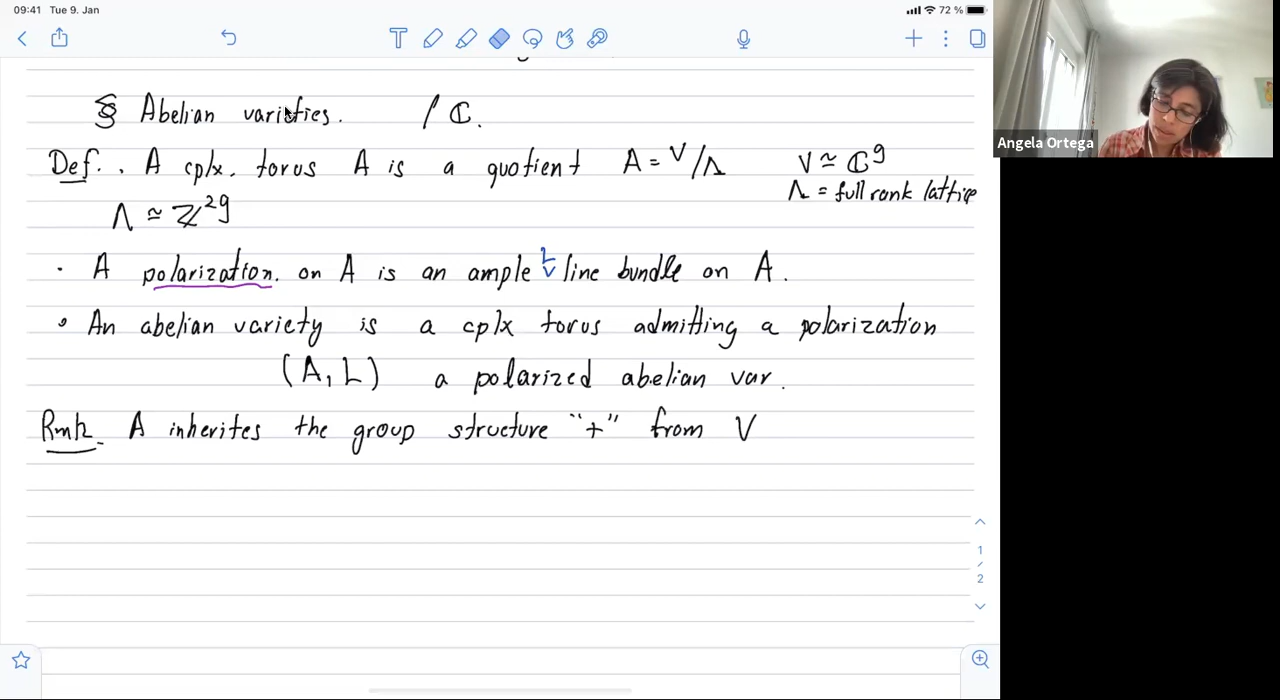 09:41 Tue 9. Jan
72 %
§ Abelian varieties. / ℂ.
Def. . A cplx. torus A is a quotient A = V/Λ V ≃ ℂ^g
Λ = full rank lattice
Λ ≃ ℤ^2g
· A polarization. on A is an ample L line bundle on A.
• An abelian variety is a cplx torus admitting a polarization
(A, L) a polarized abelian var.
Rmk. A inherites the group structure "+" from V
Angela Ortega
1
/
2